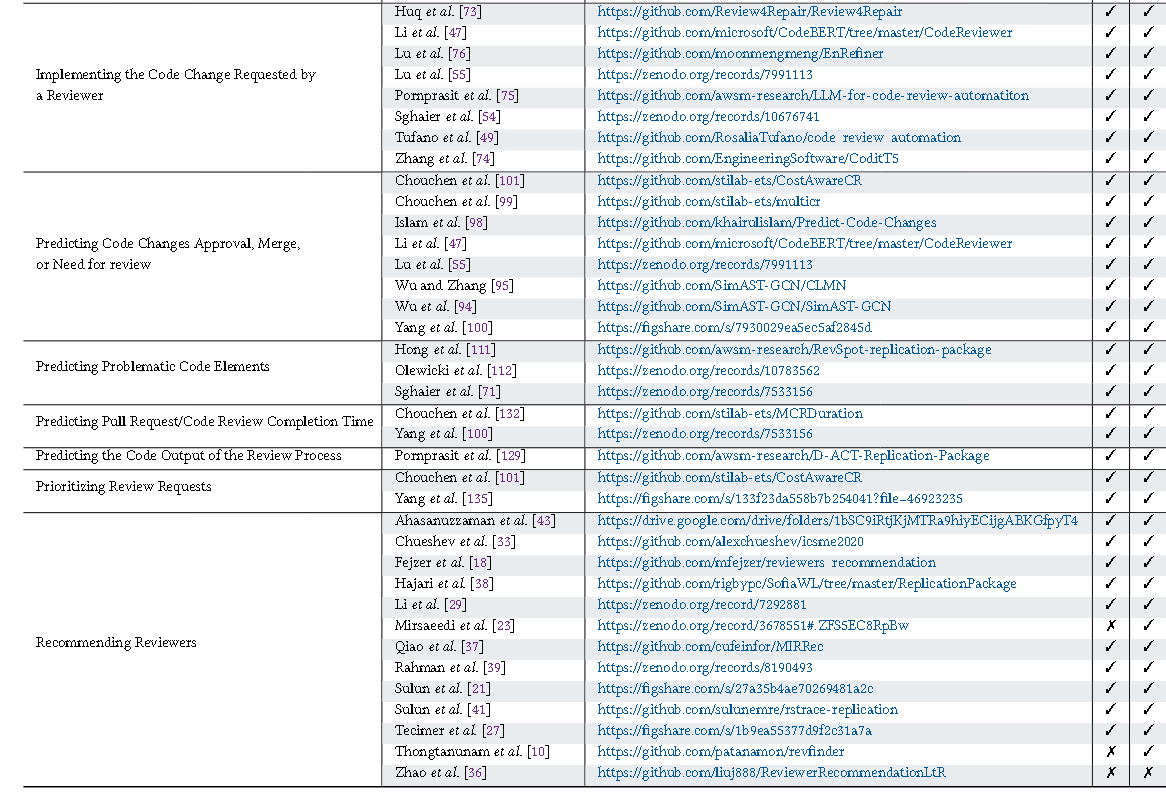 Huq et al. [73] https://github.com/Review4Repair/Review4Repair ✓ ✓
Li et al. [47] https://github.com/microsoft/CodeBERT/tree/master/CodeReviewer ✓ ✓
Lu et al. [76] https://github.com/moonmengmeng/EnRefiner ✓ ✓
Implementing the Code Change Requested by
a Reviewer
Lu et al. [55] https://zenodo.org/records/7991113 ✓ ✓
Pornprasit et al. [75] https://github.com/awsm-research/LLM-for-code-review-automatiton ✓ ✓
Sghaier et al. [54] https://zenodo.org/records/10676741 ✓ ✓
Tufano et al. [49] https://github.com/RosaliaTufano/code review automation ✓ ✓
Zhang et al. [74] https://github.com/EngineeringSoftware/CoditT5 ✓ ✓
Chouchen et al. [101] https://github.com/stilab-ets/CostAwareCR ✓ ✓
Chouchen et al. [99] https://github.com/stilab-ets/multicr ✓ ✓
Islam et al. [98] https://github.com/khairulislam/Predict-Code-Changes ✓ ✓
Predicting Code Changes Approval, Merge,
or Need for review
Li et al. [47] https://github.com/microsoft/CodeBERT/tree/master/CodeReviewer ✓ ✓
Lu et al. [55] https://zenodo.org/records/7991113 ✓ ✓
Wu and Zhang [95] https://github.com/SimAST-GCN/CLMN ✓ ✓
Wu et al. [94] https://github.com/SimAST-GCN/SimAST-GCN ✓ ✓
Yang et al. [100] https://figshare.com/s/7930029ea5ec5af2845d ✓ ✓
Hong et al. [111] https://github.com/awsm-research/RevSpot-replication-package ✓ ✓
Predicting Problematic Code Elements
Olewicki et al. [112] https://zenodo.org/records/10783562 ✓ ✓
Sghaier et al. [71] https://zenodo.org/records/7533156 ✓ ✓
Predicting Pull Request/Code Review Completion Time
Chouchen et al. [132] https://github.com/stilab-ets/MCRDuration ✓ ✓
Yang et al. [100] https://zenodo.org/records/7533156 ✓ ✓
Predicting the Code Output of the Review Process Pornprasit et al. [129] https://github.com/awsm-research/D-ACT-Replication-Package ✓ ✓
Prioritizing Review Requests
Chouchen et al. [101] https://github.com/stilab-ets/CostAwareCR ✓ ✓
Yang et al. [135] https://figshare.com/s/133f23da558b7b254041?file=46923235 ✓ ✓
Ahasanuzzaman et al. [43] https://drive.google.com/drive/folders/1bSC9iRtjKjMTRa9hiyECijgABKGfpyT4 ✓ ✓
Chueshev et al. [33] https://github.com/alexchueshev/icsme2020 ✓ ✓
Fejzer et al. [18] https://github.com/mfejzer/reviewers recommendation ✓ ✓
Hajari et al. [38] https://github.com/rigbypc/SofiaWL/tree/master/ReplicationPackage ✓ ✓
Li et al. [29] https://zenodo.org/record/7292881 ✓ ✓
Mirsaeedi et al. [23] https://zenodo.org/record/3678551#.ZFS5EC8RpBw ✗ ✓
Recommending Reviewers
Qiao et al. [37] https://github.com/cufeinfor/MIRRec ✓ ✓
Rahman et al. [39] https://zenodo.org/records/8190493 ✓ ✓
Sulun et al. [21] https://figshare.com/s/27a35b4ae70269481a2c ✓ ✓
Sulun et al. [41] https://github.com/sulunemre/rstrace-replication ✓ ✓
Tecimer et al. [27] https://figshare.com/s/1b9ea55377d9f2c31a7a ✓ ✓
Thongtanunam et al. [10] https://github.com/patanamon/revfinder ✗ ✓
Zhao et al. [36] https://github.com/liuj888/ReviewerRecommendationLtR ✗ ✗